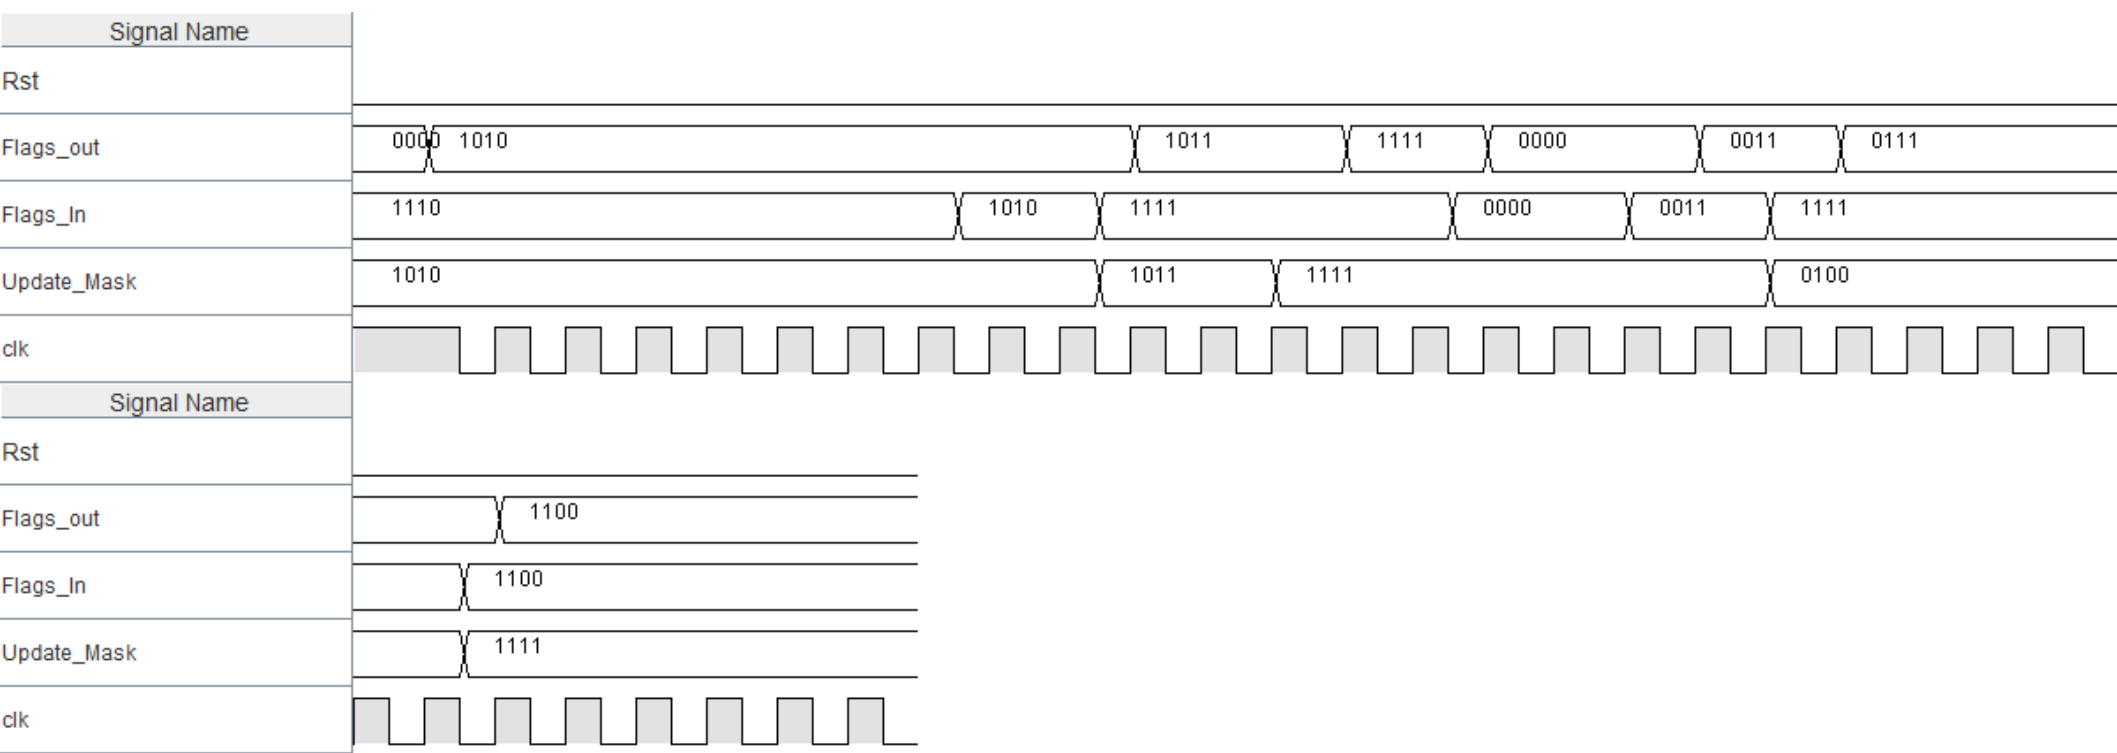 Signal Name
Rst
Flags_out 0000 1010 1011 1111 0000 0011 0111
Flags_In 1110 1010 1111 0000 0011 1111
Update_Mask 1010 1011 1111 0100
clk
Signal Name
Rst
Flags_out 1100
Flags_In 1100
Update_Mask 1111
clk